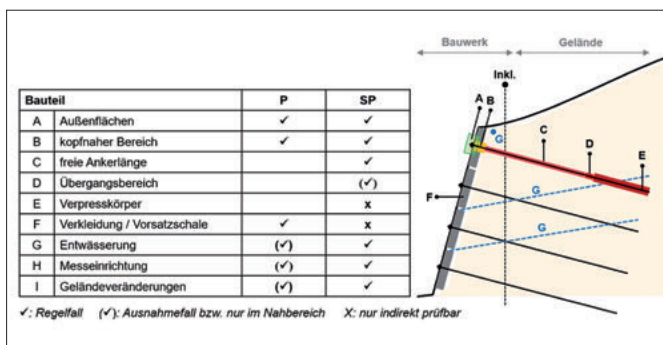 Bauteil P SP
A Außenflächen ✓ ✓
B kopfnaher Bereich ✓ ✓
C freie Ankerlänge ✓
D Übergangsbereich (✓)
E Verpresskörper x
F Verkleidung / Vorsatzschale ✓ x
G Entwässerung (✓) ✓
H Messeinrichtung (✓) ✓
I Geländeveränderungen (✓) ✓
✓: Regelfall (✓): Ausnahmefall bzw. nur im Nahbereich X: nur indirekt prüfbar
Bauwerk Gelände
Inkl.
A B
G
C
D
E
F
G
G